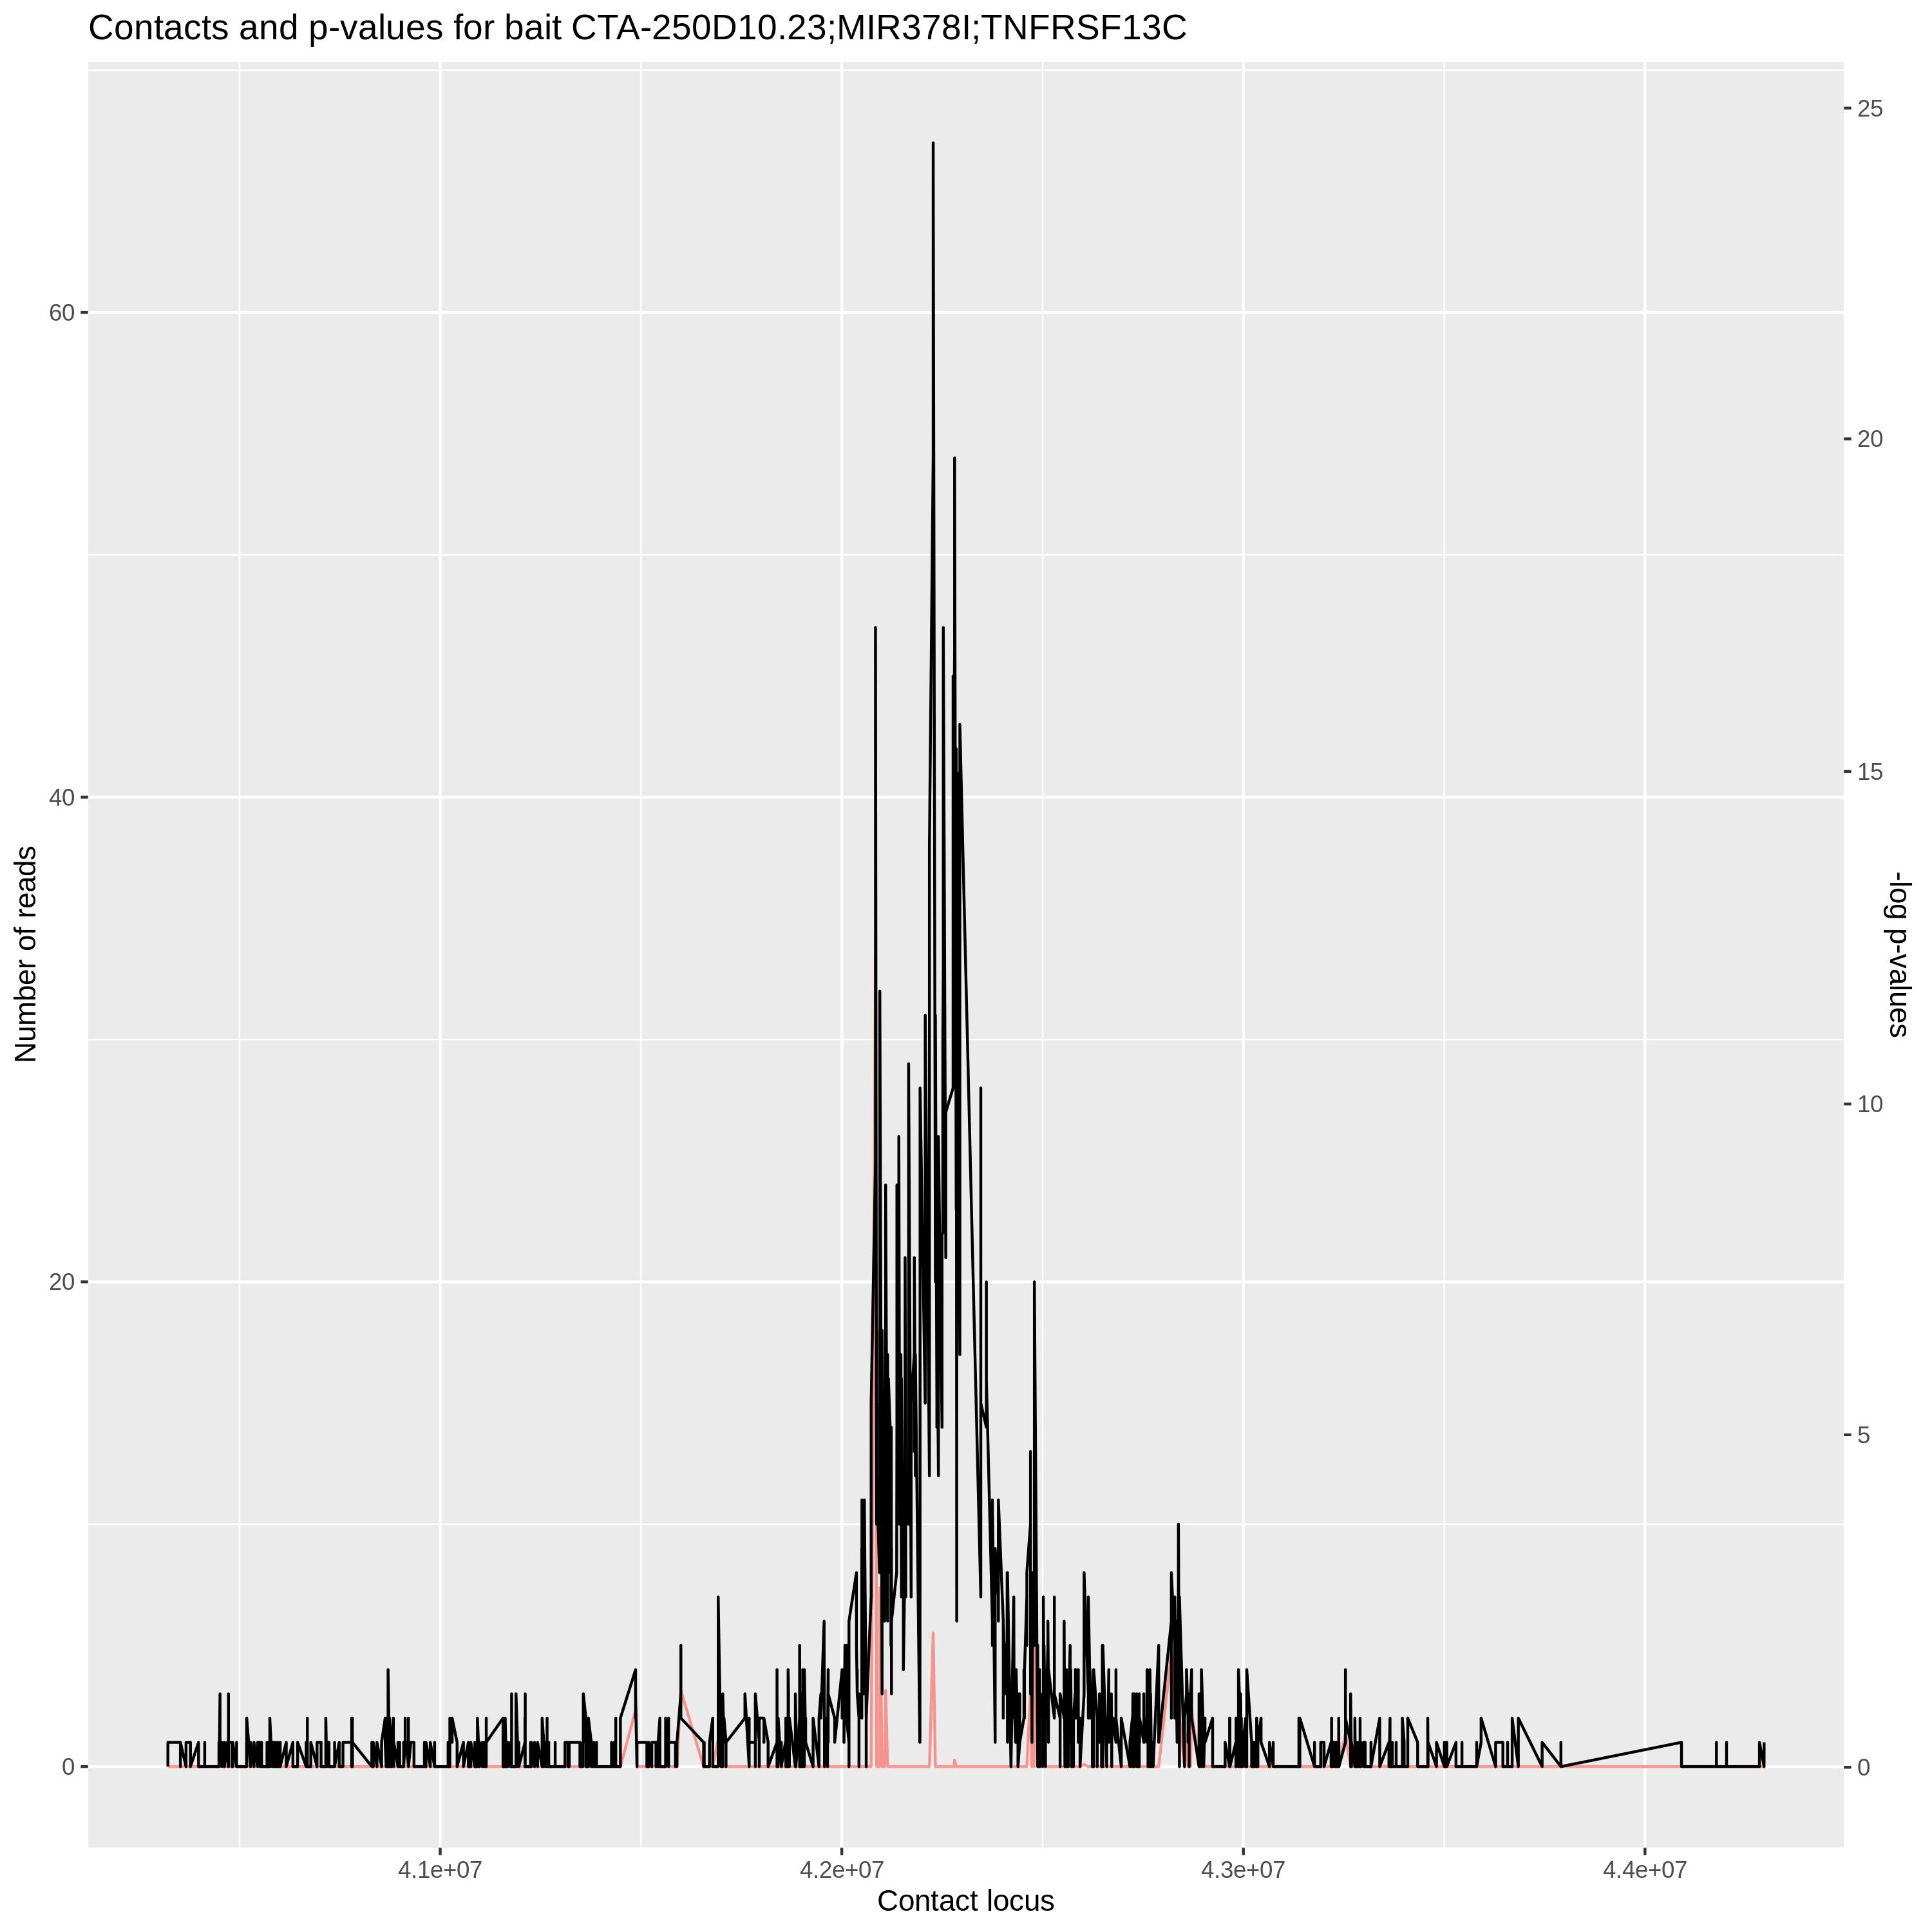 Contacts and p-values for bait CTA-250D10.23;MIR378I;TNFRSF13C
60
40
20
0
Number of reads
25
20
15
10
5
0
-log p-values
4.1e+07
4.2e+07
4.3e+07
4.4e+07
Contact locus